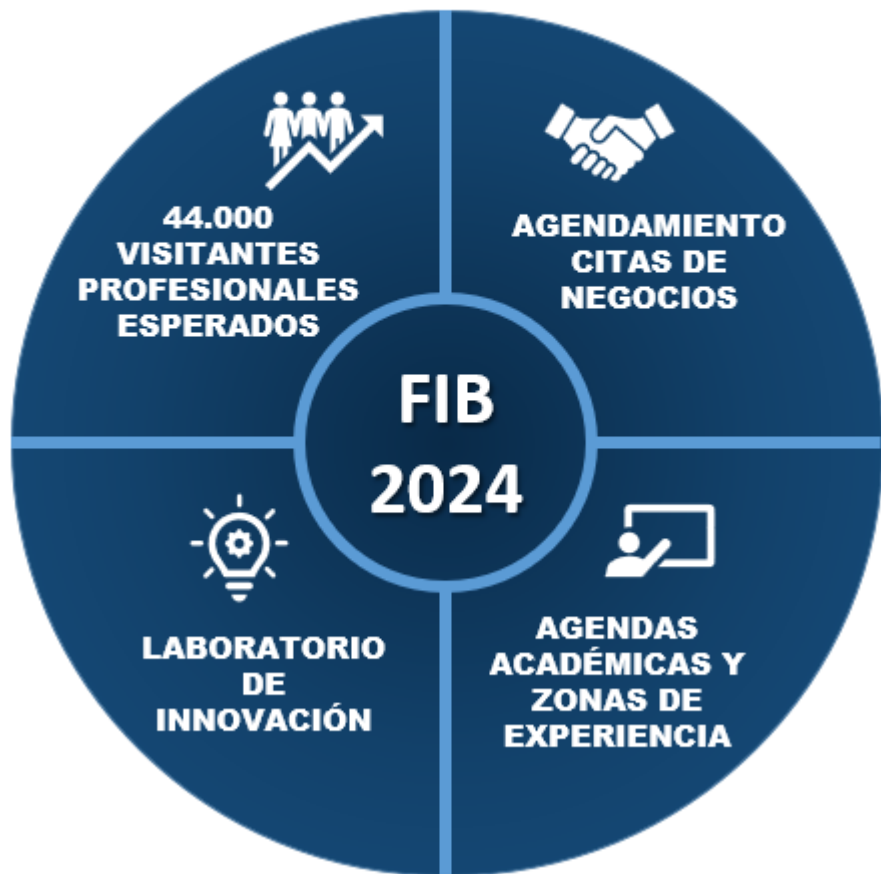 44.000
VISITANTES
PROFESIONALES
ESPERADOS
AGENDAMIENTO
CITAS DE
NEGOCIOS
FIB
2024
LABORATORIO
DE
INNOVACIÓN
AGENDAS
ACADÉMICAS Y
ZONAS DE
EXPERIENCIA